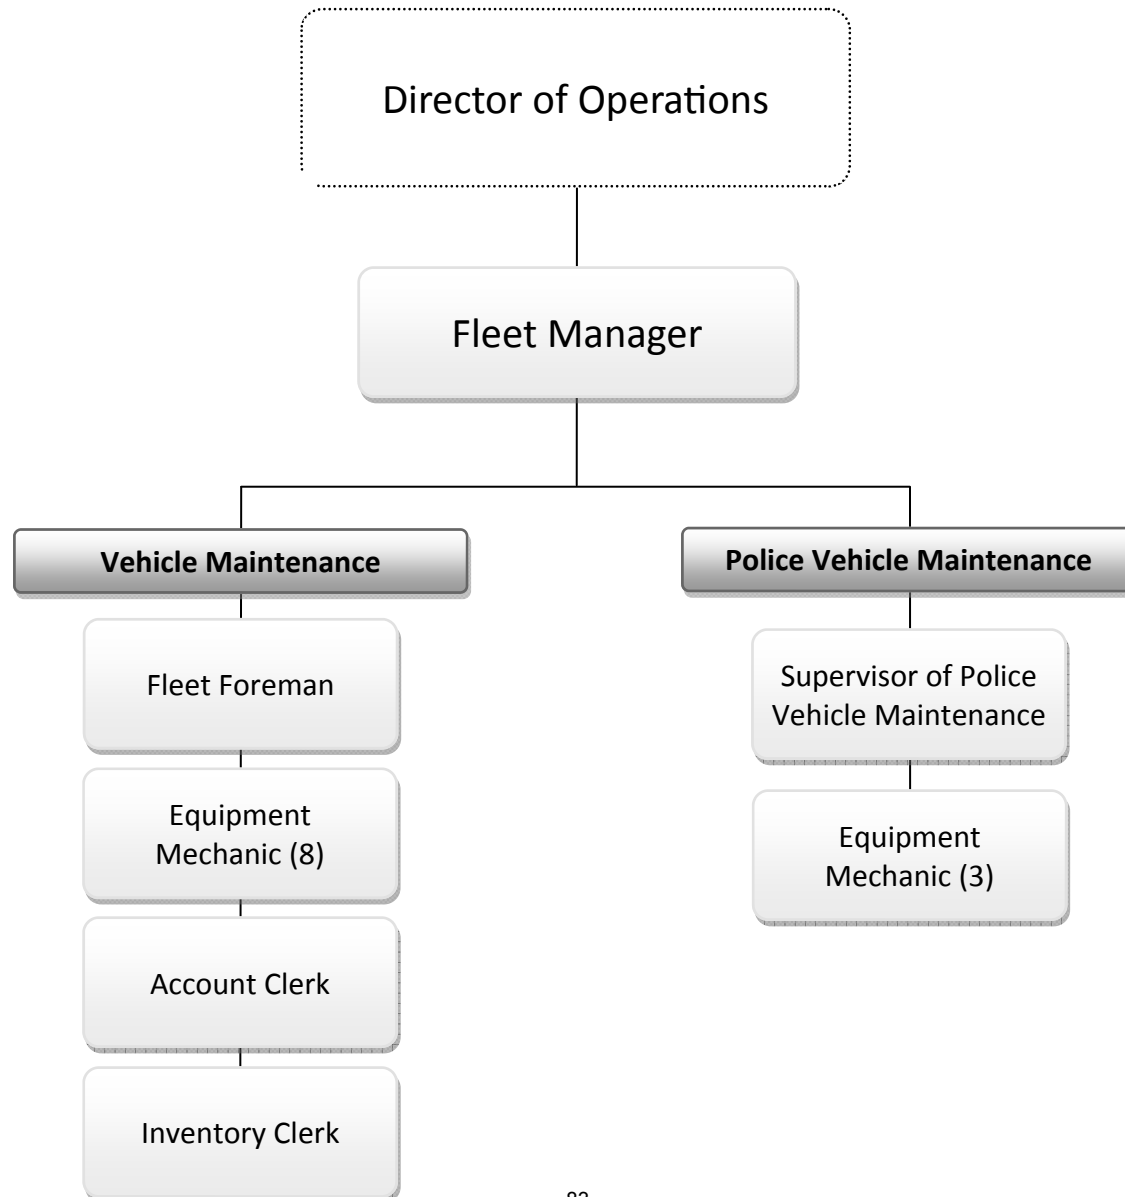 Director of Operations
Fleet Manager
Vehicle Maintenance
Fleet Foreman
Equipment
Mechanic (8)
Account Clerk
Inventory Clerk
Police Vehicle Maintenance
Supervisor of Police
Vehicle Maintenance
Equipment
Mechanic (3)